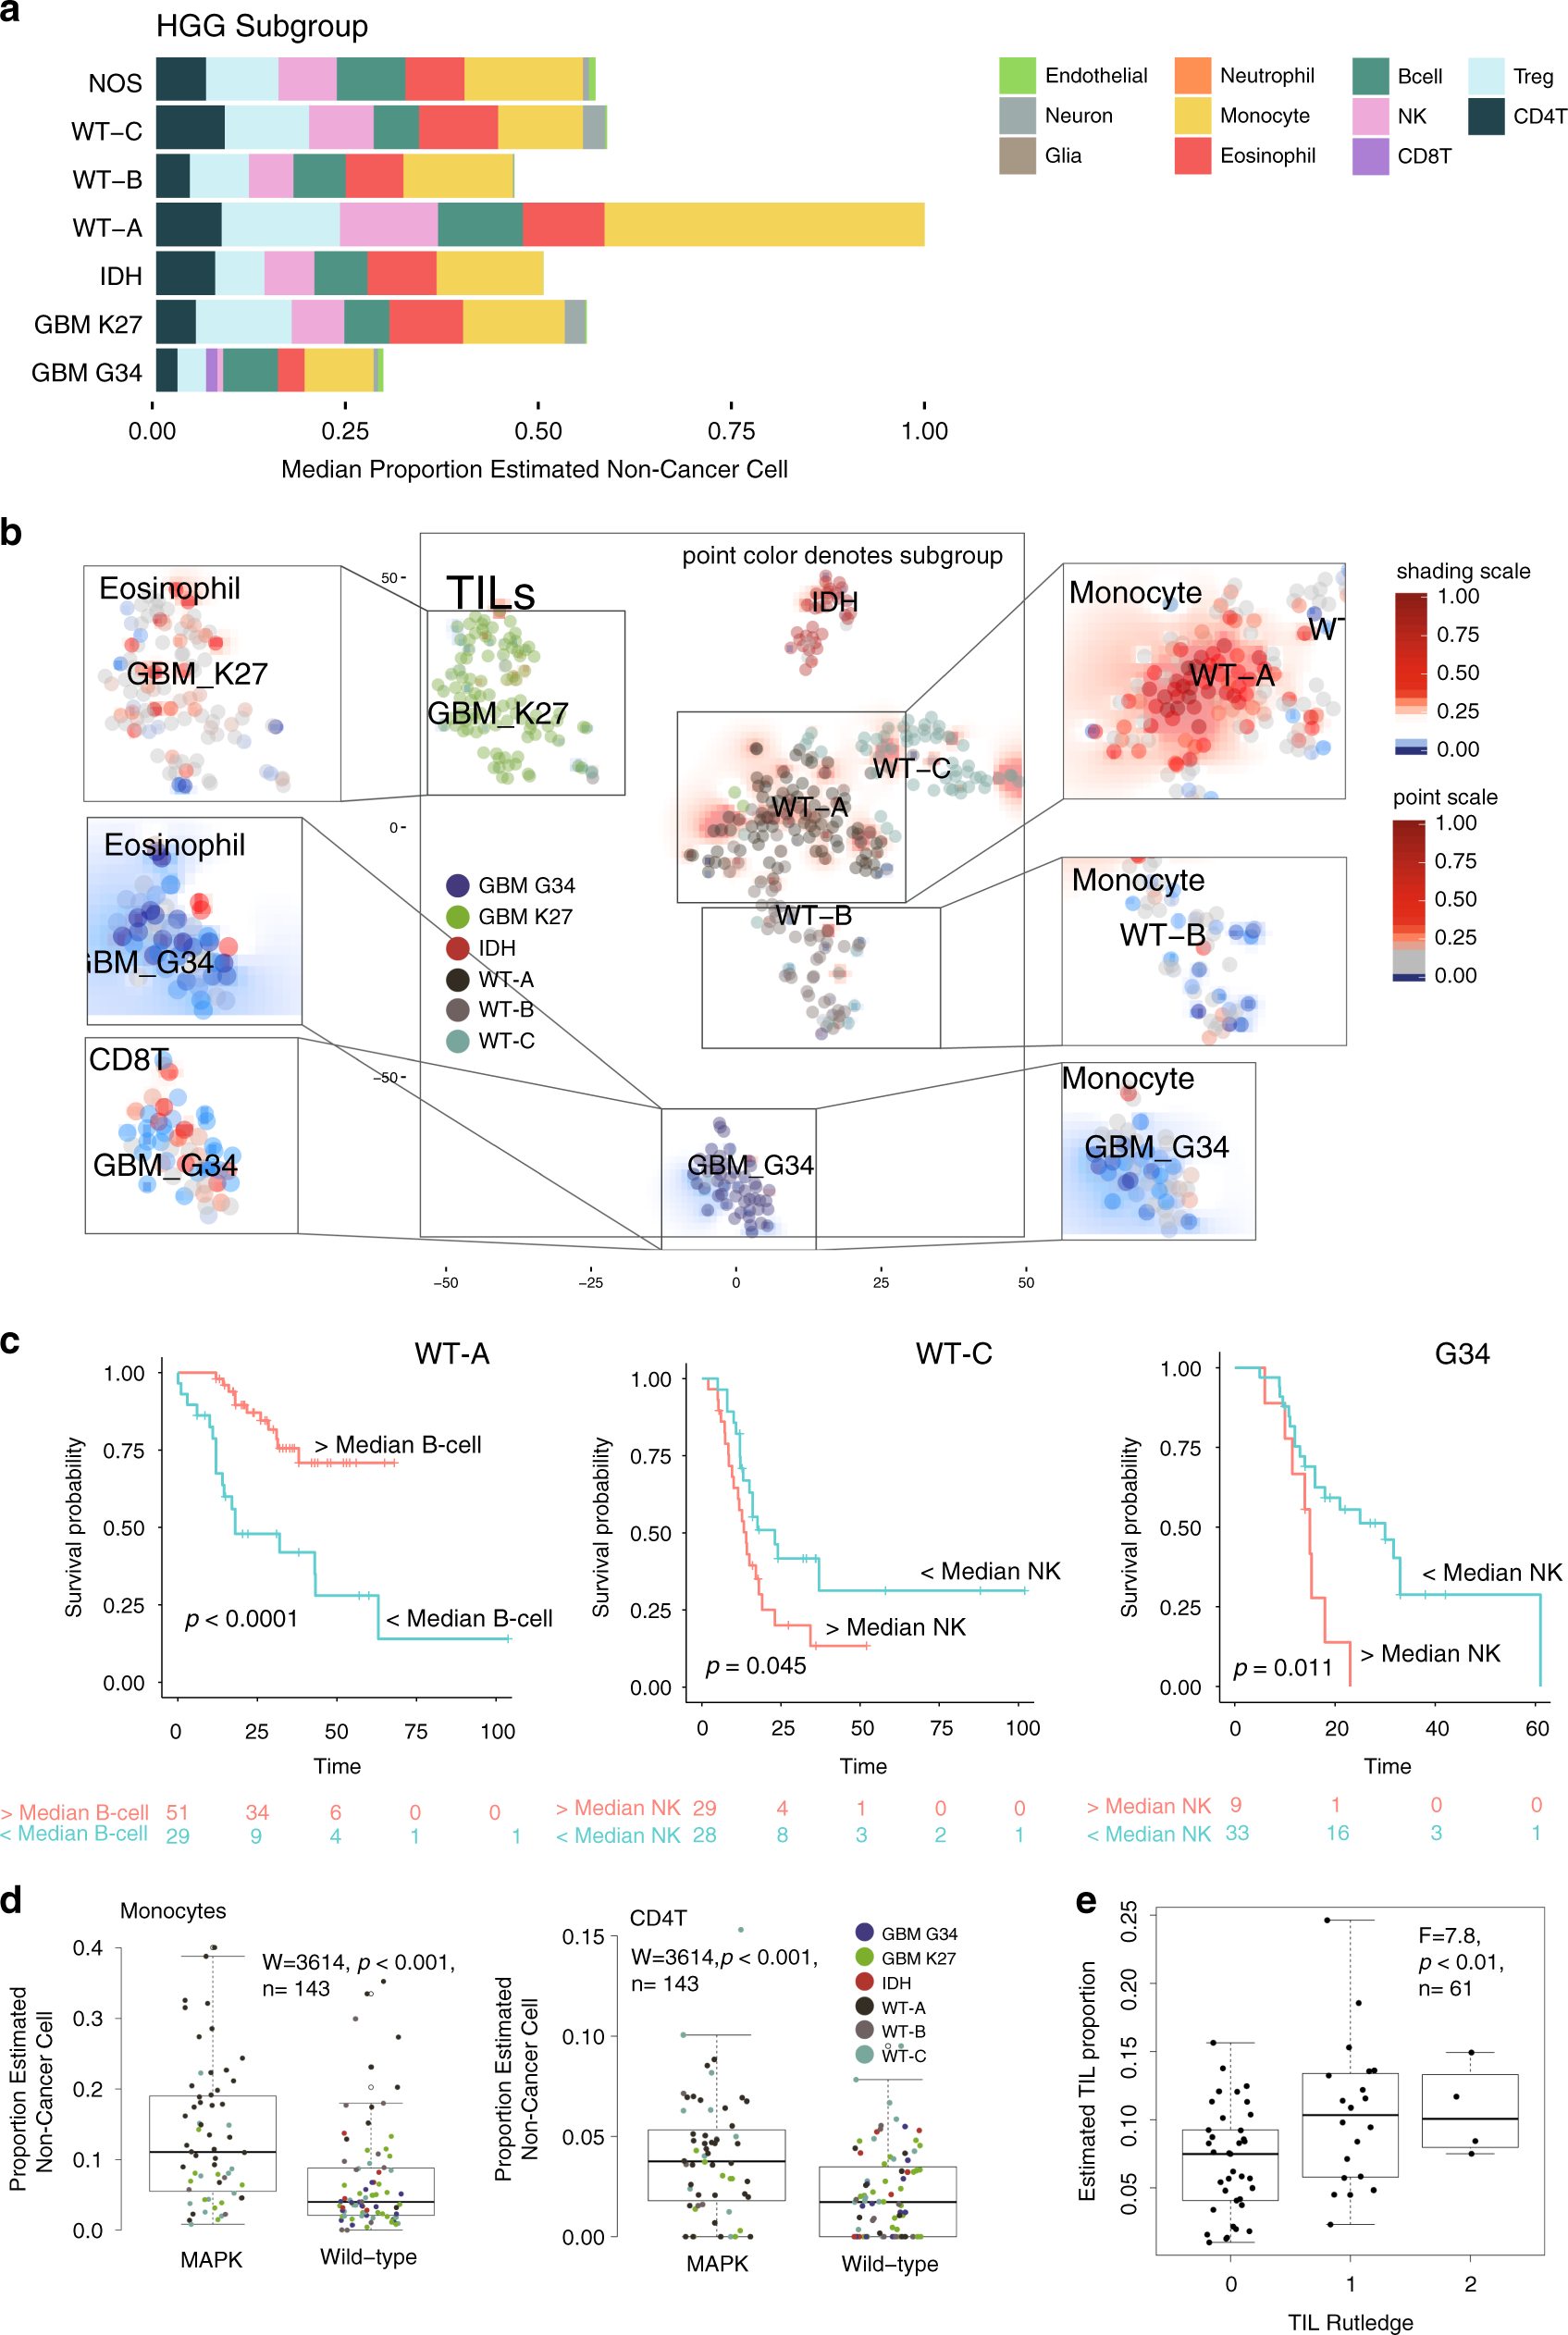 a
HGG Subgroup
NOS
WT–C
WT–B
WT–A
IDH
GBM K27
GBM G34
0.00 0.25 0.50 0.75 1.00
Median Proportion Estimated Non-Cancer Cell
Endothelial Neutrophil Bcell Treg
Neuron Monocyte NK CD4T
Glia Eosinophil CD8T
b
point color denotes subgroup
TILs
IDH
GBM_K27
WT–C
WT–A
WT–B
GBM_G34
50
0
–50
–50 –25 0 25 50
GBM G34
GBM K27
IDH
WT-A
WT-B
WT-C
Eosinophil
GBM_K27
Eosinophil
GBM_G34
CD8T
GBM_G34
Monocyte
WT–A
W
Monocyte
WT–B
Monocyte
GBM_G34
shading scale
1.00
0.75
0.50
0.25
0.00
point scale
1.00
0.75
0.50
0.25
0.00
c
WT-A
Survival probability
1.00
0.75
0.50
0.25
0.00
> Median B-cell
< Median B-cell
p < 0.0001
0 25 50 75 100
Time
> Median B-cell 51 34 6 0 0
< Median B-cell 29 9 4 1 1
WT-C
Survival probability
1.00
0.75
0.50
0.25
0.00
< Median NK
> Median NK
p = 0.045
0 25 50 75 100
Time
> Median NK 29 4 1 0 0
< Median NK 28 8 3 2 1
G34
Survival probability
1.00
0.75
0.50
0.25
0.00
< Median NK
> Median NK
p = 0.011
0 20 40 60
Time
> Median NK 9 1 0 0
< Median NK 33 16 3 1
d
Monocytes
W=3614, p < 0.001,
n= 143
Proportion Estimated
Non-Cancer Cell
0.4
0.3
0.2
0.1
0.0
MAPK Wild–type
CD4T
W=3614,p < 0.001,
n= 143
Proportion Estimated
Non-Cancer Cell
0.15
0.10
0.05
0.00
MAPK Wild–type
GBM G34
GBM K27
IDH
WT-A
WT-B
WT-C
e
F=7.8,
p < 0.01,
n= 61
Estimated TIL proportion
0.25
0.20
0.15
0.10
0.05
0 1 2
TIL Rutledge